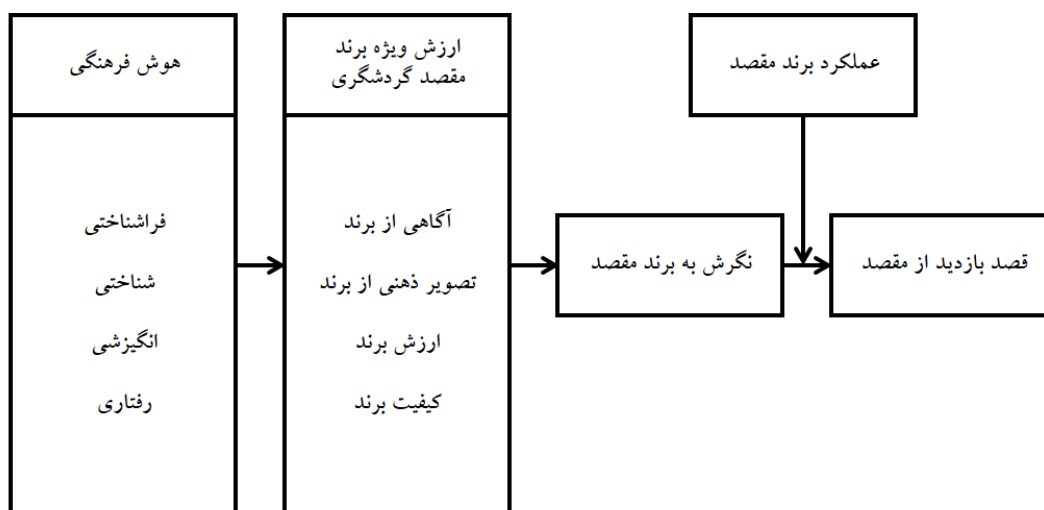 هوش فرهنگی
فراشناختی
شناختی
انگیزشی
رفتاری
ارزش ویژه برند
مقصد گردشگری
آگاهی از برند
تصویر ذهنی از برند
ارزش برند
کیفیت برند
نگرش به برند مقصد
عملکرد برند مقصد
قصد بازدید از مقصد